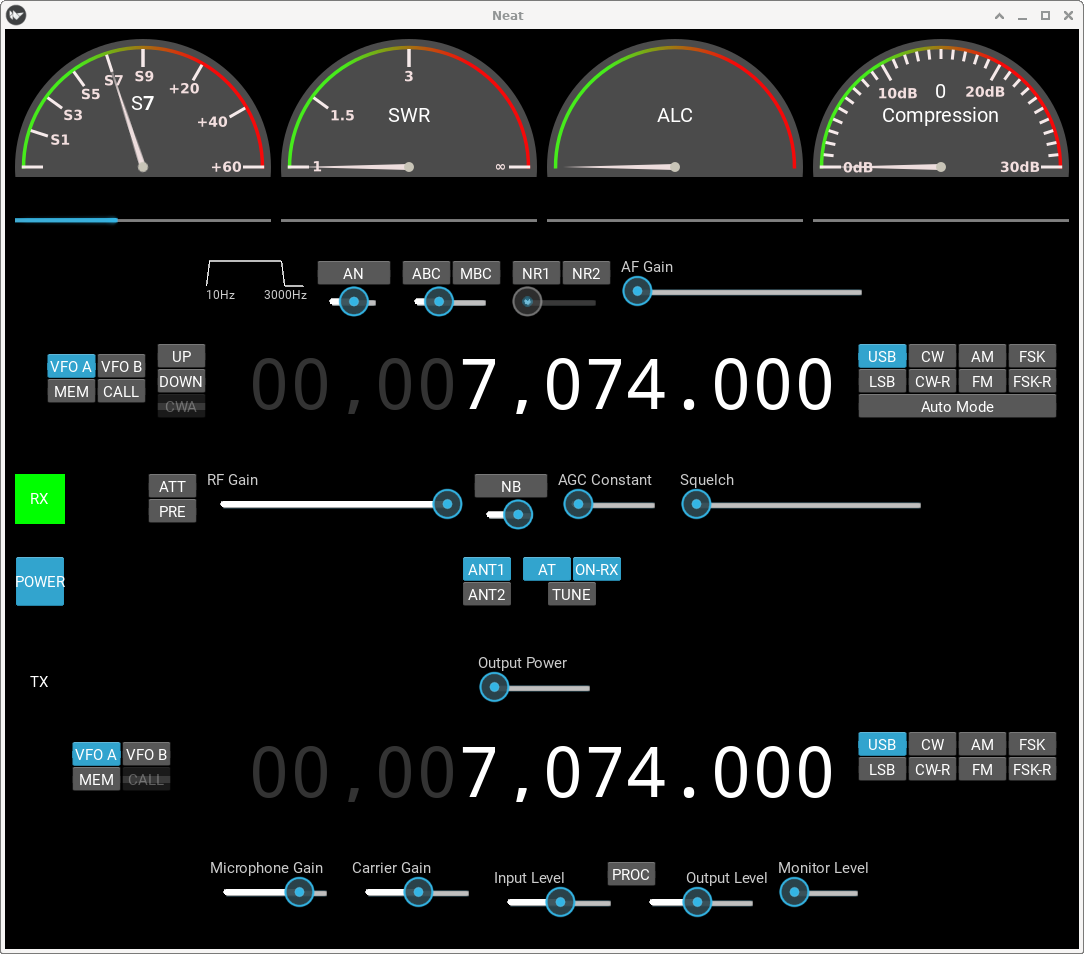 Neat
S1 S3 S5 S7 S9 +20 +40 +60
S7
1 1.5 3 ∞
SWR
ALC
0dB 10dB 20dB 30dB
0
Compression
10Hz 3000Hz
AN
ABC MBC
NR1 NR2
AF Gain
VFO A VFO B
MEM CALL
UP
DOWN
CWA
00,007,074.000
USB CW AM FSK
LSB CW-R FM FSK-R
Auto Mode
RX
ATT
PRE
RF Gain
NB
AGC Constant
Squelch
POWER
ANT1 AT ON-RX
ANT2 TUNE
TX
Output Power
VFO A VFO B
MEM CALL
00,007,074.000
USB CW AM FSK
LSB CW-R FM FSK-R
Microphone Gain
Carrier Gain
Input Level
PROC
Output Level
Monitor Level